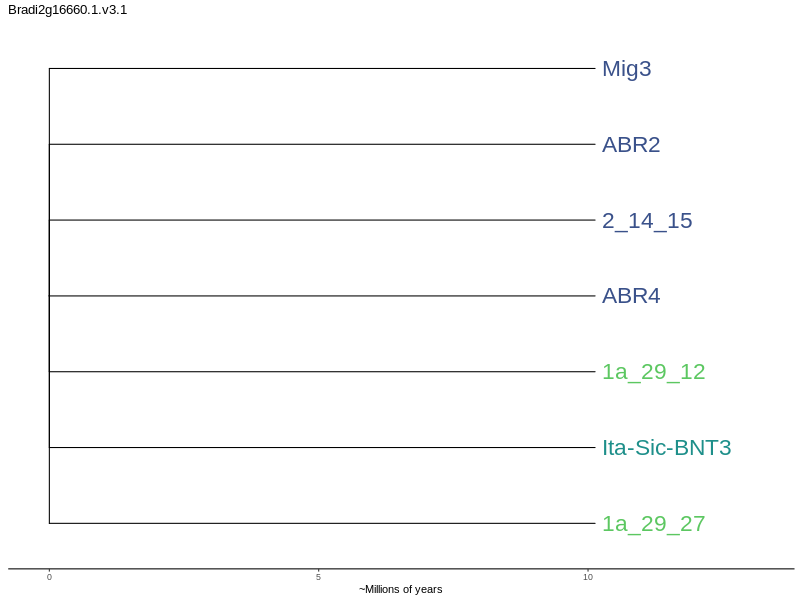 Bradi2g16660.1.v3.1
Mig3
ABR2
2_14_15
ABR4
1a_29_12
Ita-Sic-BNT3
1a_29_27
0 5 10
~Millions of years